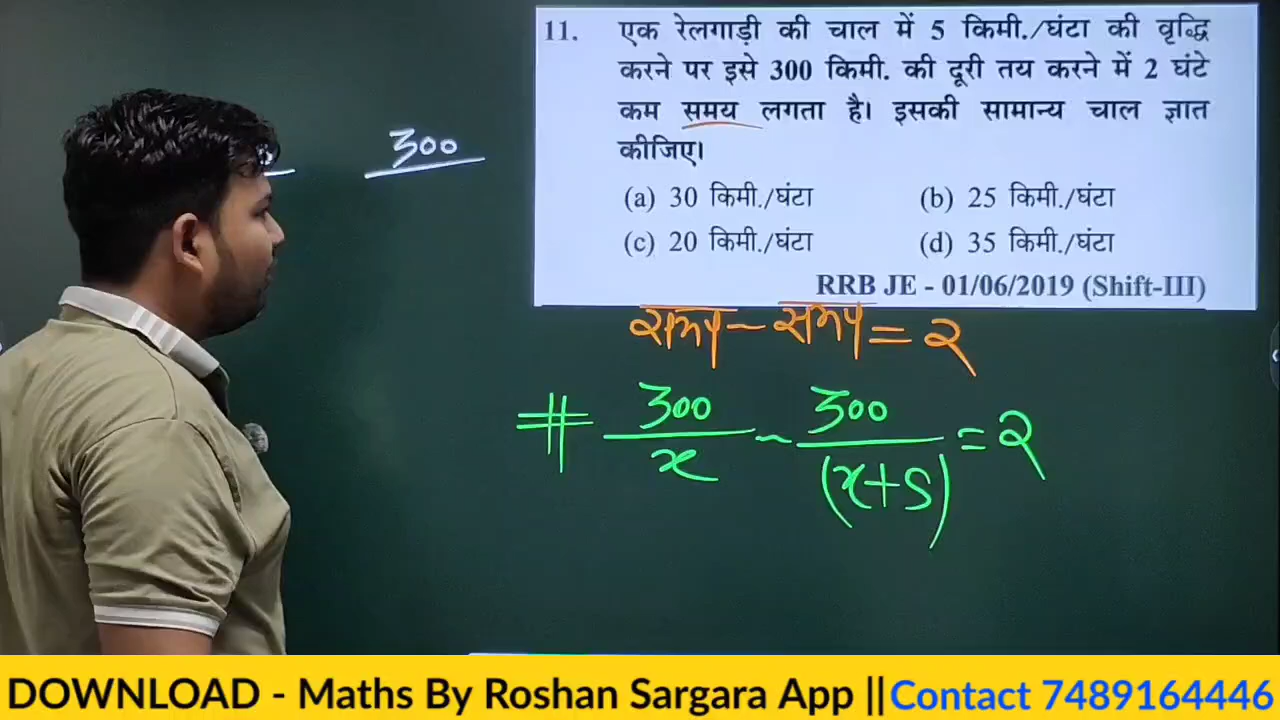 11. एक रेलगाड़ी की चाल में 5 किमी./घंटा की वृद्धि
करने पर इसे 300 किमी. की दूरी तय करने में 2 घंटे
कम समय लगता है। इसकी सामान्य चाल ज्ञात
कीजिए।
(a) 30 किमी./घंटा (b) 25 किमी./घंटा
(c) 20 किमी./घंटा (d) 35 किमी./घंटा
RRB JE - 01/06/2019 (Shift-III)
300
समय - समय = २
# 300/x - 300/(x+5) = २
DOWNLOAD - Maths By Roshan Sargara App || Contact 7489164446